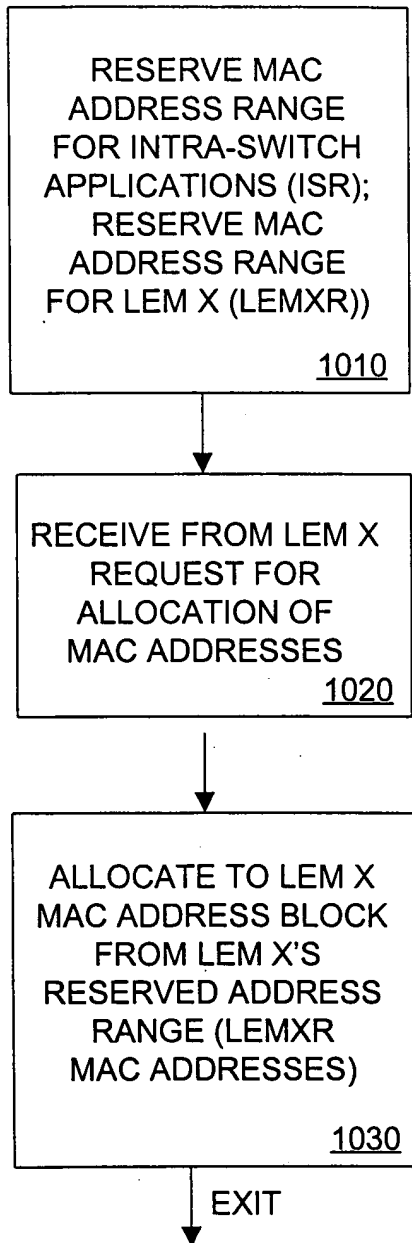 RESERVE MAC
ADDRESS RANGE
FOR INTRA-SWITCH
APPLICATIONS (ISR);
RESERVE MAC
ADDRESS RANGE
FOR LEM X (LEMXR))
1010
RECEIVE FROM LEM X
REQUEST FOR
ALLOCATION OF
MAC ADDRESSES
1020
ALLOCATE TO LEM X
MAC ADDRESS BLOCK
FROM LEM X'S
RESERVED ADDRESS
RANGE (LEMXR
MAC ADDRESSES)
1030
EXIT